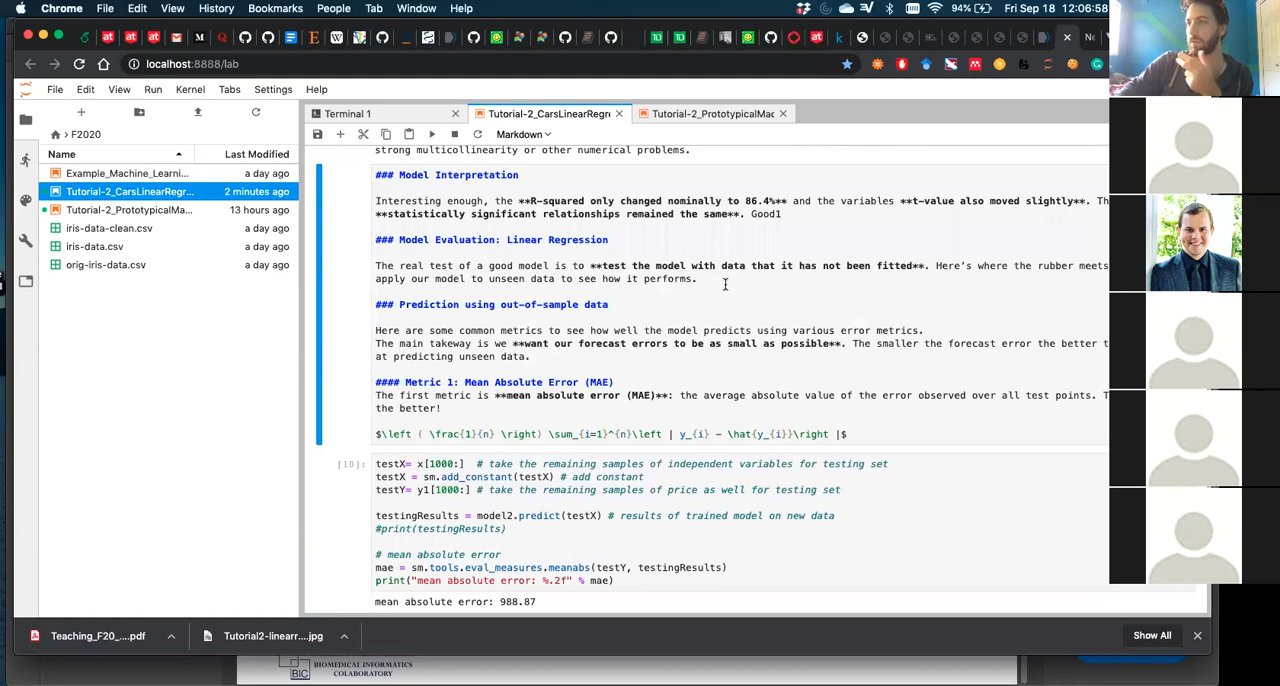 Chrome File Edit View History Bookmarks People Tab Window Help 94% Fri Sep 18 12:06:58
localhost:8888/lab
File Edit View Run Kernel Tabs Settings Help
Terminal 1 Tutorial-2_CarsLinearRegre Tutorial-2_PrototypicalMac
F2020
Markdown
Name Last Modified
Example_Machine_Learni... a day ago
Tutorial-2_CarsLinearRegr... 2 minutes ago
Tutorial-2_PrototypicalMa... 13 hours ago
iris-data-clean.csv a day ago
iris-data.csv a day ago
orig-iris-data.csv a day ago
strong multicollinearity or other numerical problems.
### Model Interpretation
Interesting enough, the **R-squared only changed nominally to 86.4%** and the variables **t-value also moved slightly**. Th
**statistically significant relationships remained the same**. Good1
### Model Evaluation: Linear Regression
The real test of a good model is to **test the model with data that it has not been fitted**. Here's where the rubber meets
apply our model to unseen data to see how it performs.
### Prediction using out-of-sample data
Here are some common metrics to see how well the model predicts using various error metrics.
The main takeway is we **want our forecast errors to be as small as possible**. The smaller the forecast error the better t
at predicting unseen data.
#### Metric 1: Mean Absolute Error (MAE)
The first metric is **mean absolute error (MAE)**: the average absolute value of the error observed over all test points. T
the better!
$\left ( \frac{1}{n} \right) \sum_{i=1}^{n}\left | y_{i} - \hat{y_{i}}\right |$
[10]:
testX= x[1000:] # take the remaining samples of independent variables for testing set
testX = sm.add_constant(testX) # add constant
testY= y1[1000:] # take the remaining samples of price as well for testing set
testingResults = model2.predict(testX) # results of trained model on new data
#print(testingResults)
# mean absolute error
mae = sm.tools.eval_measures.meanabs(testY, testingResults)
print("mean absolute error: %.2f" % mae)
mean absolute error: 988.87
Teaching_F20_....pdf Tutorial2-linearr....jpg Show All
BIOMEDICAL INFORMATICS
BIC COLABORATORY